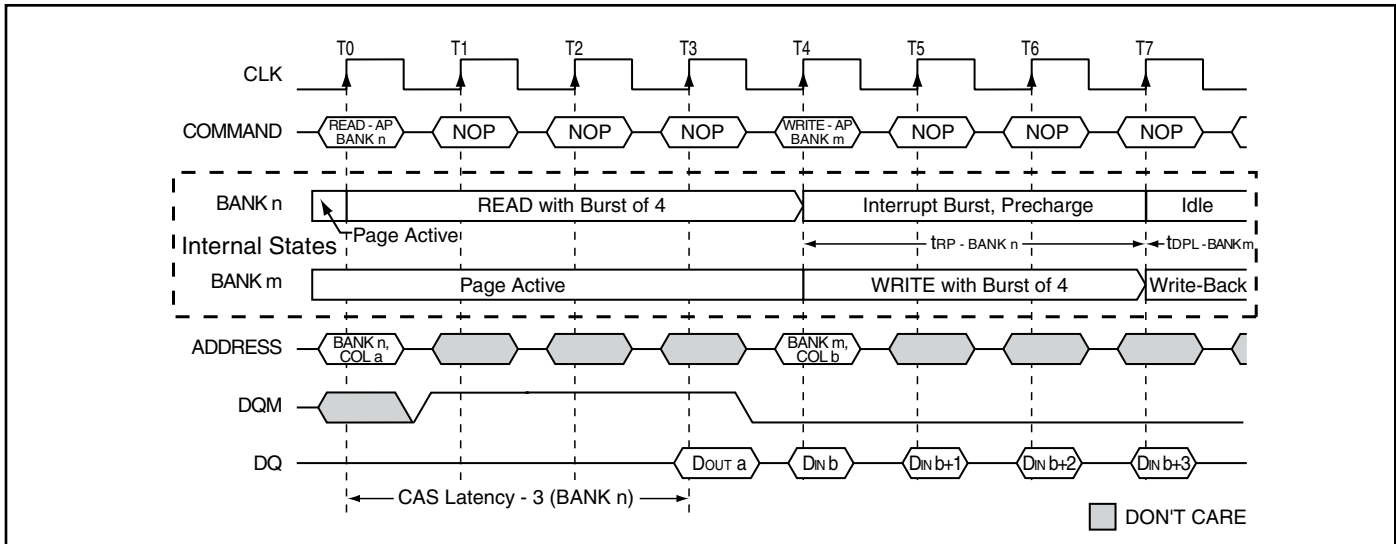 T0 T1 T2 T3 T4 T5 T6 T7
CLK
COMMAND READ - AP BANK n NOP NOP NOP WRITE - AP BANK m NOP NOP NOP
BANK n READ with Burst of 4 Interrupt Burst, Precharge Idle
Page Active
Internal States tRP - BANK n tDPL - BANK m
BANK m Page Active WRITE with Burst of 4 Write-Back
ADDRESS BANK n, COL a BANK m, COL b
DQM
DQ DOUT a DIN b DIN b+1 DIN b+2 DIN b+3
CAS Latency - 3 (BANK n)
DON'T CARE